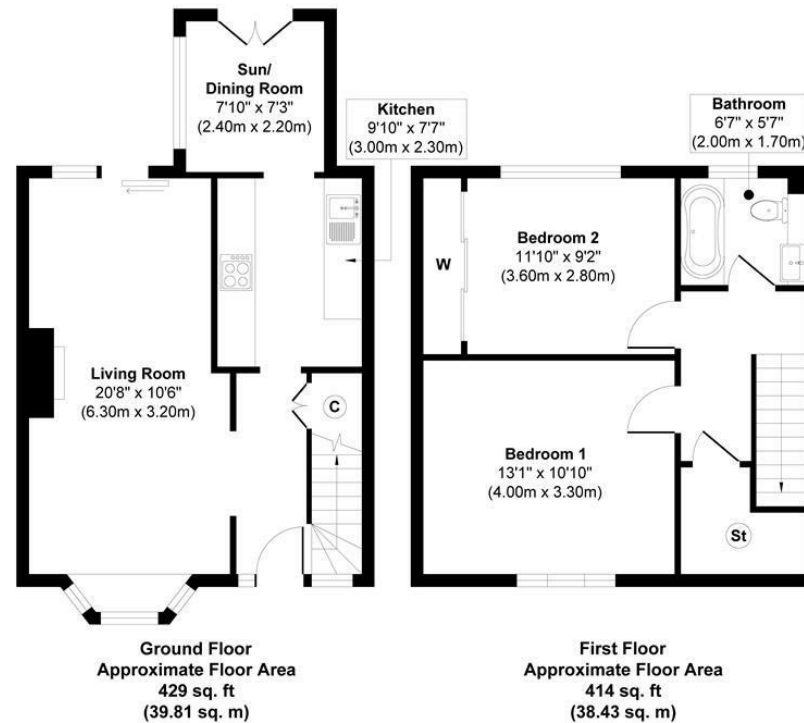 Sun/
Dining Room
7'10" x 7'3"
(2.40m x 2.20m)
Kitchen
9'10" x 7'7"
(3.00m x 2.30m)
Living Room
20'8" x 10'6"
(6.30m x 3.20m)
C
Ground Floor
Approximate Floor Area
429 sq. ft
(39.81 sq. m)
Bathroom
6'7" x 5'7"
(2.00m x 1.70m)
W
Bedroom 2
11'10" x 9'2"
(3.60m x 2.80m)
Bedroom 1
13'1" x 10'10"
(4.00m x 3.30m)
St
First Floor
Approximate Floor Area
414 sq. ft
(38.43 sq. m)